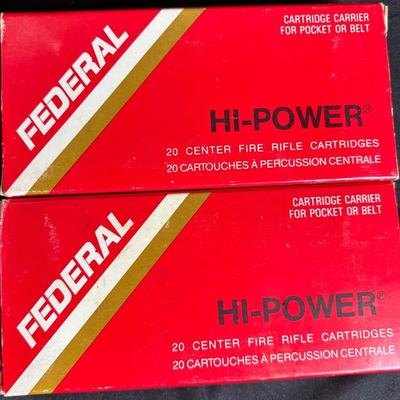 CARTRIDGE CARRIER
FOR POCKET OR BELT
FEDERAL
Hi-POWER®
20 CENTER FIRE RIFLE CARTRIDGES
20 CARTOUCHES À PERCUSSION CENTRALE
CARTRIDGE CARRIER
FOR POCKET OR BELT
FEDERAL
HI-POWER®
20 CENTER FIRE RIFLE CARTRIDGES
20 CARTOUCHES À PERCUSSION CENTRALE